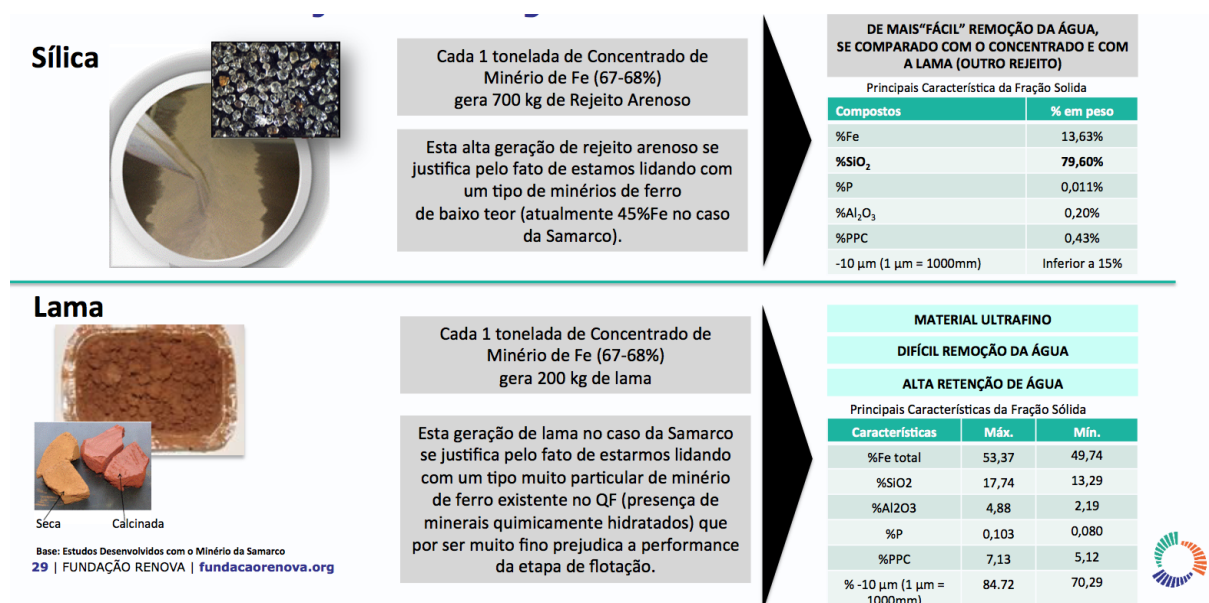 Sílica
Cada 1 tonelada de Concentrado de
Minério de Fe (67-68%)
gera 700 kg de Rejeito Arenoso
Esta alta geração de rejeito arenoso se
justifica pelo fato de estamos lidando com
um tipo de minérios de ferro
de baixo teor (atualmente 45%Fe no caso
da Samarco).
DE MAIS“FÁCIL” REMOÇÃO DA ÁGUA,
SE COMPARADO COM O CONCENTRADO E COM
A LAMA (OUTRO REJEITO)
Principais Característica da Fração Solida
Compostos % em peso
%Fe 13,63%
%SiO₂ 79,60%
%P 0,011%
%Al₂O₃ 0,20%
%PPC 0,43%
-10 µm (1 µm = 1000mm) Inferior a 15%
Lama
Seca Calcinada
Cada 1 tonelada de Concentrado de
Minério de Fe (67-68%)
gera 200 kg de lama
Esta geração de lama no caso da Samarco
se justifica pelo fato de estarmos lidando
com um tipo muito particular de minério
de ferro existente no QF (presença de
minerais quimicamente hidratados) que
por ser muito fino prejudica a performance
da etapa de flotação.
MATERIAL ULTRAFINO
DIFÍCIL REMOÇÃO DA ÁGUA
ALTA RETENÇÃO DE ÁGUA
Principais Características da Fração Sólida
Características Máx. Mín.
%Fe total 53,37 49,74
%SiO2 17,74 13,29
%Al2O3 4,88 2,19
%P 0,103 0,080
%PPC 7,13 5,12
% -10 µm (1 µm = 84.72 70,29
1000mm)
Base: Estudos Desenvolvidos com o Minério da Samarco
29 | FUNDAÇÃO RENOVA | fundacaorenova.org